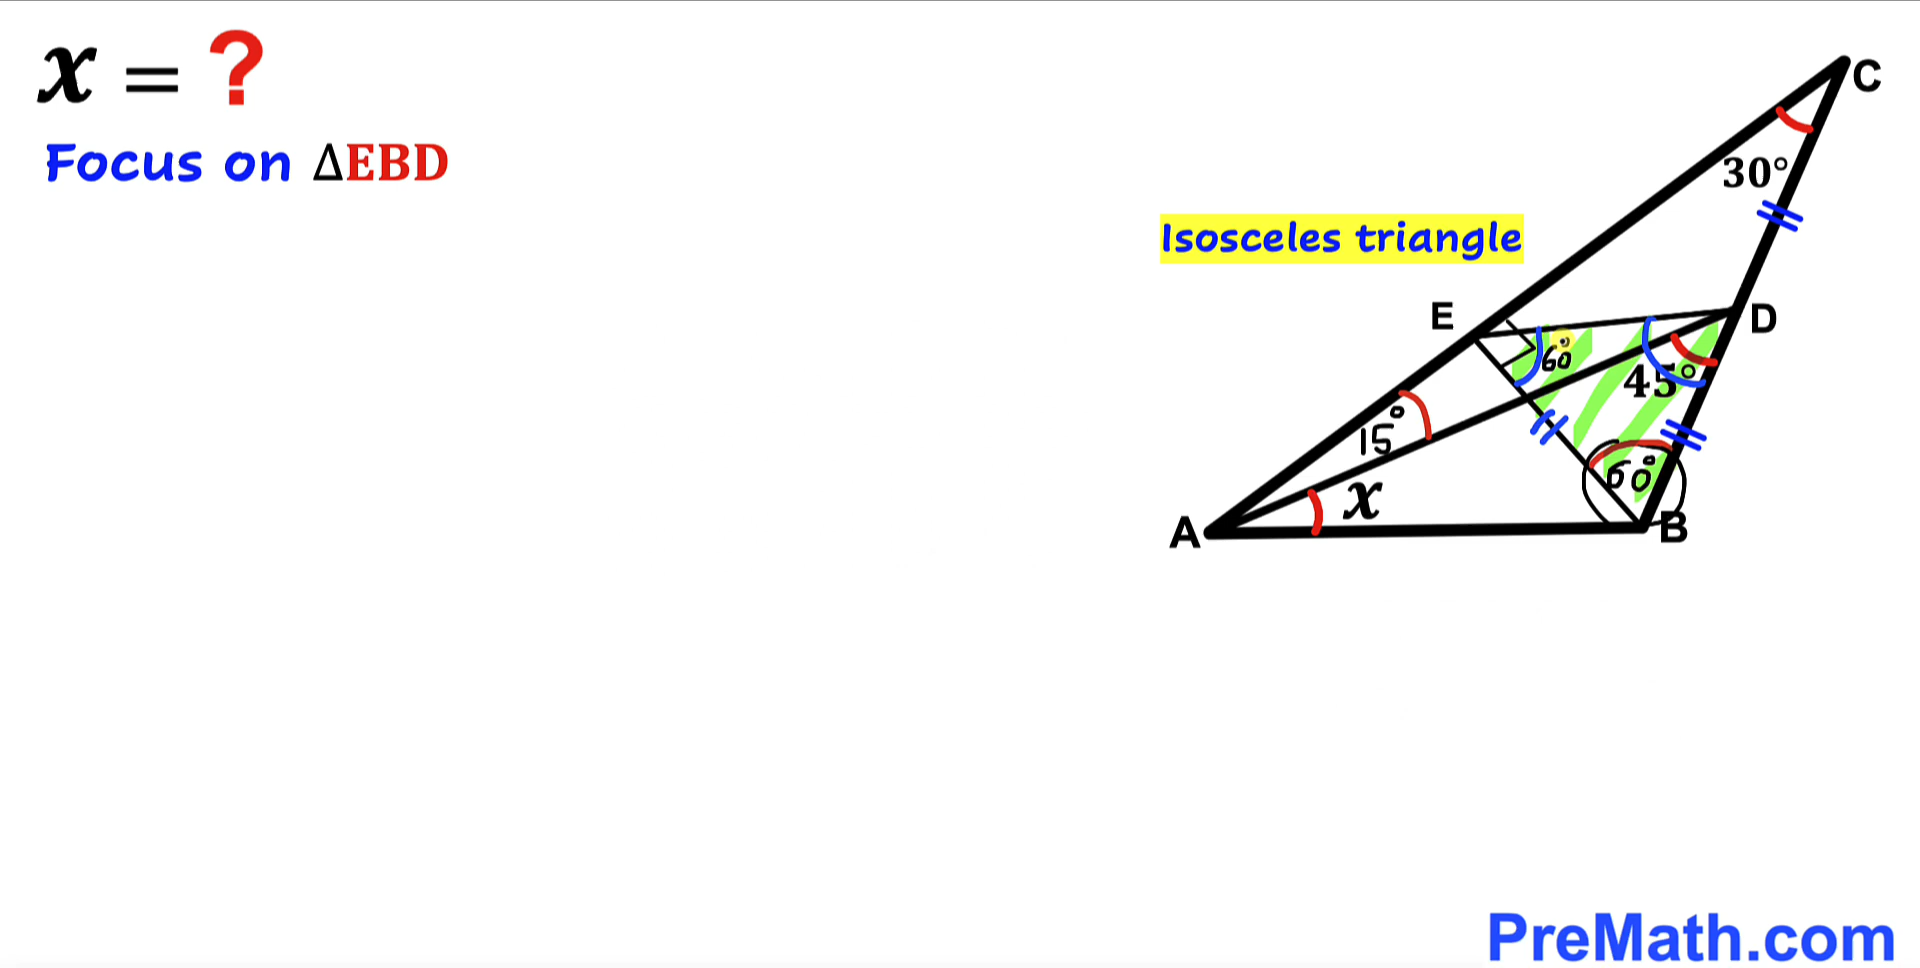 x = ?
Focus on ΔEBD
C
30°
Isosceles triangle
E
D
60°
45°
15°
60°
x
A
B
PreMath.com